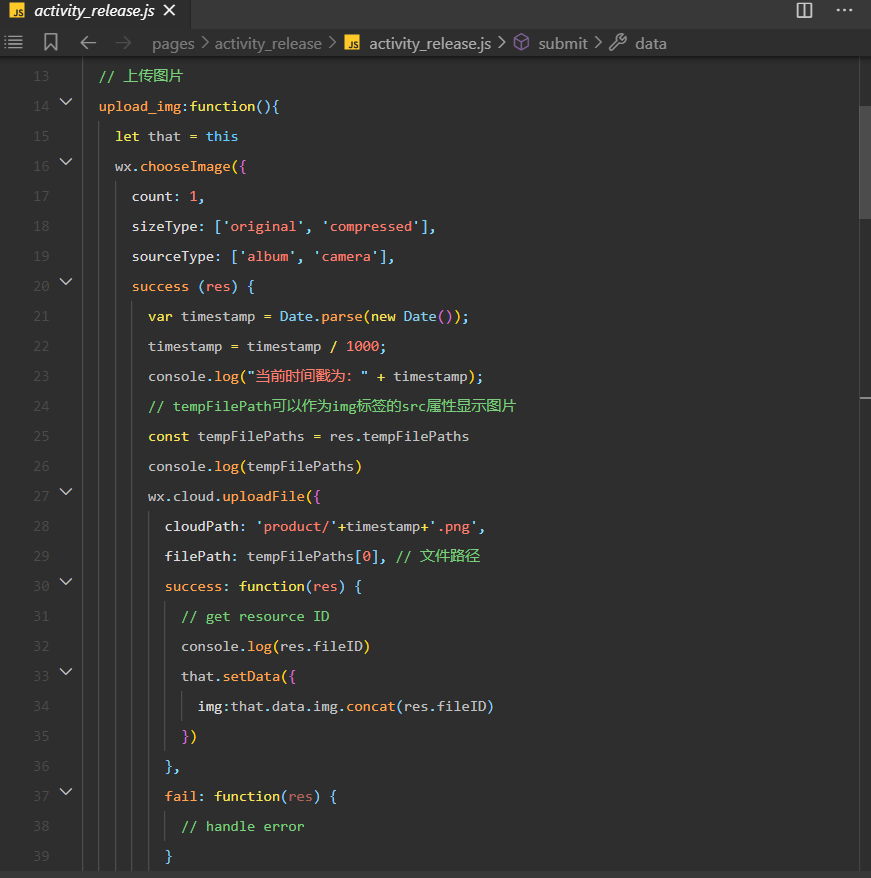 JS activity_release.js
pages > activity_release > JS activity_release.js > submit > data
13 // 上传图片
14 upload_img:function(){
15 let that = this
16 wx.chooseImage({
17 count: 1,
18 sizeType: ['original', 'compressed'],
19 sourceType: ['album', 'camera'],
20 success (res) {
21 var timestamp = Date.parse(new Date());
22 timestamp = timestamp / 1000;
23 console.log("当前时间戳为: " + timestamp);
24 // tempFilePath可以作为img标签的src属性显示图片
25 const tempFilePaths = res.tempFilePaths
26 console.log(tempFilePaths)
27 wx.cloud.uploadFile({
28 cloudPath: 'product/'+timestamp+'.png',
29 filePath: tempFilePaths[0], // 文件路径
30 success: function(res) {
31 // get resource ID
32 console.log(res.fileID)
33 that.setData({
34 img:that.data.img.concat(res.fileID)
35 })
36 },
37 fail: function(res) {
38 // handle error
39 }